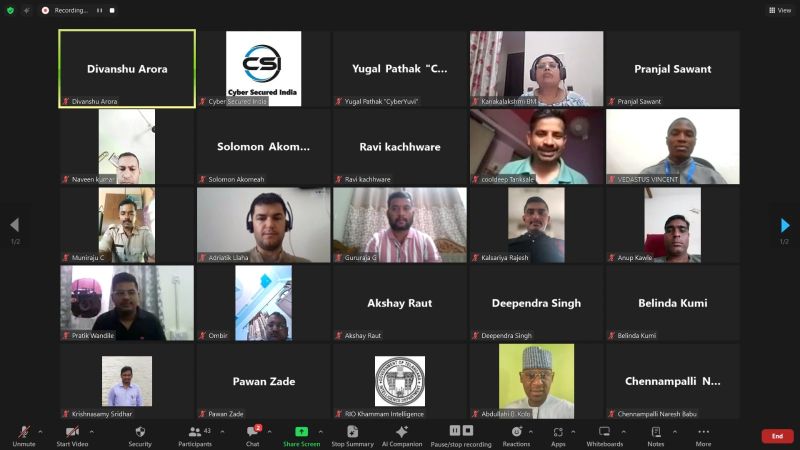 Recording...
View
Divanshu Arora
Divanshu Arora
CSI
Cyber Secured India
Cyber Secured India
Yugal Pathak "C...
Yugal Pathak "CyberYuvi"
Kanakalakshmi BM
Pranjal Sawant
Pranjal Sawant
Naveen kumar
Solomon Akom...
Solomon Akomeah
Ravi kachhware
Ravi kachhware
cooldeep Tanksale
VEDASTUS VINCENT
1/2
1/2
Muniraju C
Adriatik Llaha
Gururaja G
Kalsariya Rajesh
Anup Kawle
Pratik Wandile
Ombir
Akshay Raut
Akshay Raut
Deependra Singh
Deependra Singh
Belinda Kumi
Belinda Kumi
Krishnasamy Sridhar
Pawan Zade
Pawan Zade
RIO Khammam Intelligence
Abdullahi B. Kolo
Chennampalli N...
Chennampalli Naresh Babu
Unmute
Start Video
Security
Participants
43
Chat
2
Share Screen
Stop Summary
AI Companion
Pause/stop recording
Reactions
Apps
Whiteboards
Notes
More
End